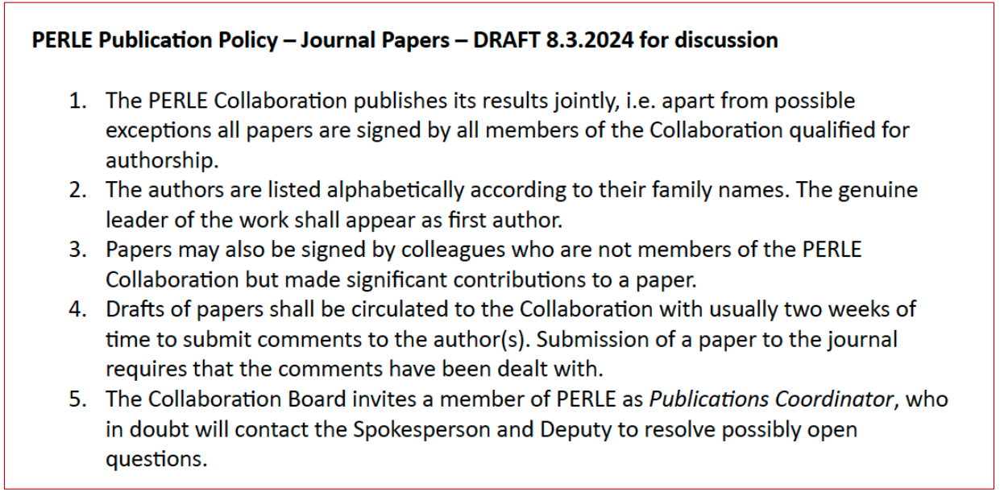 PERLE Publication Policy – Journal Papers – DRAFT 8.3.2024 for discussion
1. The PERLE Collaboration publishes its results jointly, i.e. apart from possible
exceptions all papers are signed by all members of the Collaboration qualified for
authorship.
2. The authors are listed alphabetically according to their family names. The genuine
leader of the work shall appear as first author.
3. Papers may also be signed by colleagues who are not members of the PERLE
Collaboration but made significant contributions to a paper.
4. Drafts of papers shall be circulated to the Collaboration with usually two weeks of
time to submit comments to the author(s). Submission of a paper to the journal
requires that the comments have been dealt with.
5. The Collaboration Board invites a member of PERLE as Publications Coordinator, who
in doubt will contact the Spokesperson and Deputy to resolve possibly open
questions.